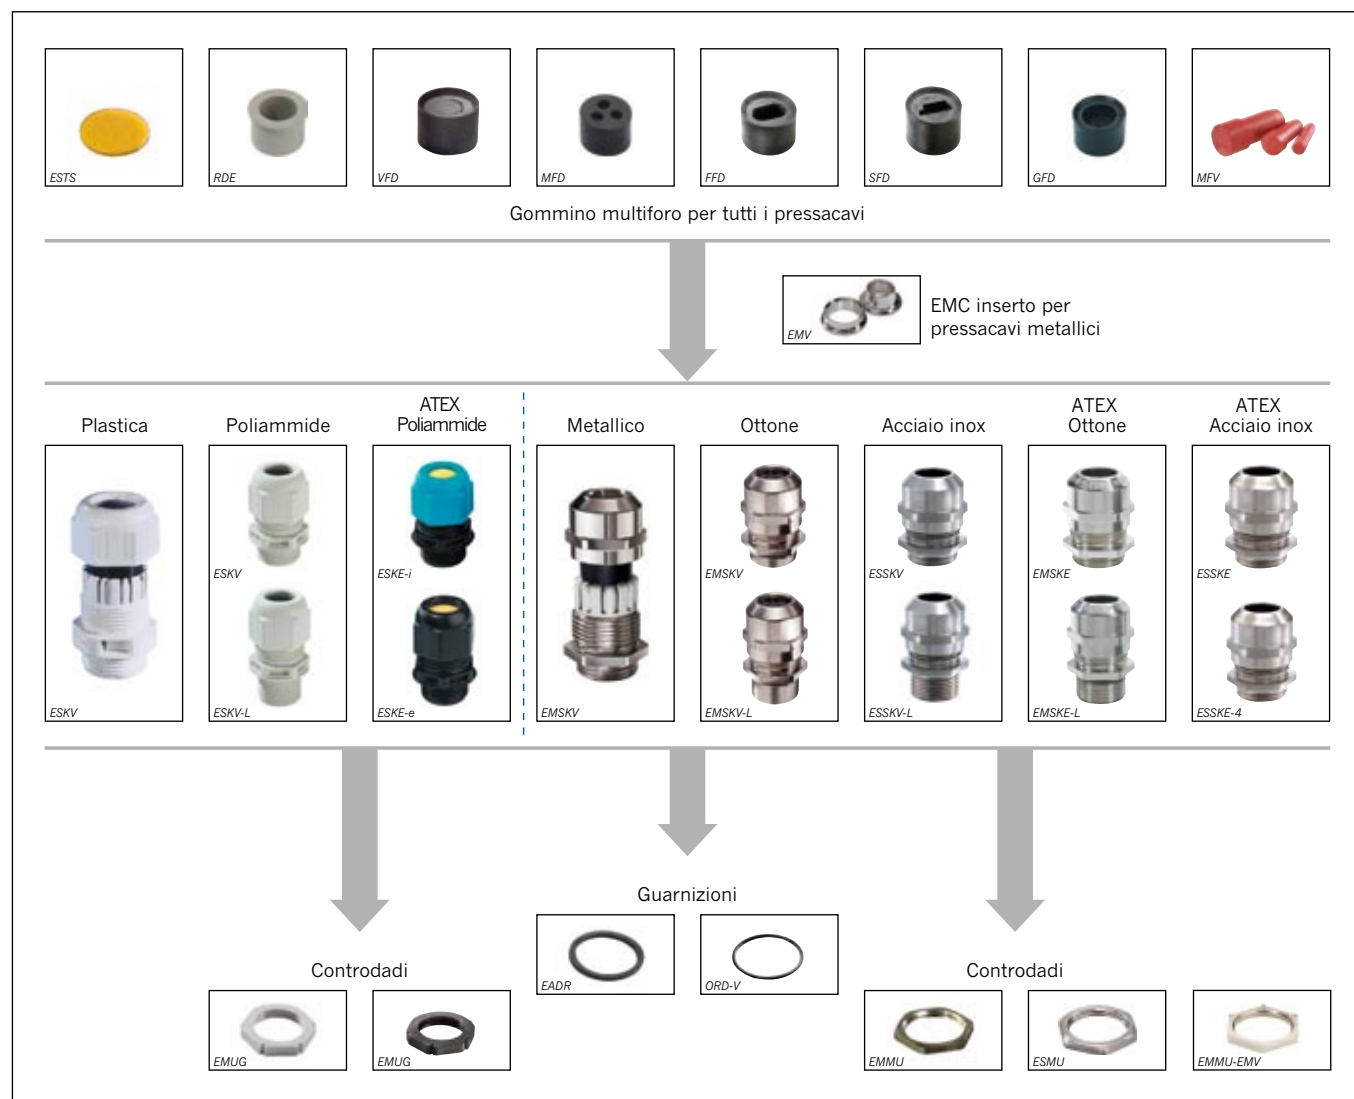 ESTS
RDE
VFD
MFD
FFD
SFD
GFD
MFV
Gommino multiforo per tutti i pressacavi
EMV
EMC inserto per
pressacavi metallici
Plastica
Poliammide
ATEX
Poliammide
Metallico
Ottone
Acciaio inox
ATEX
Ottone
ATEX
Acciaio inox
ESKV
ESKE-i
EMSKV
ESSKV
EMSKE
ESSKE
ESKV
ESKV-L
ESKE-e
EMSKV
EMSKV-L
ESSKV-L
EMSKE-L
ESSKE-4
Guarnizioni
EADR
ORD-V
Controdadi
EMUG
EMUG
Controdadi
EMMU
ESMU
EMMU-EMV